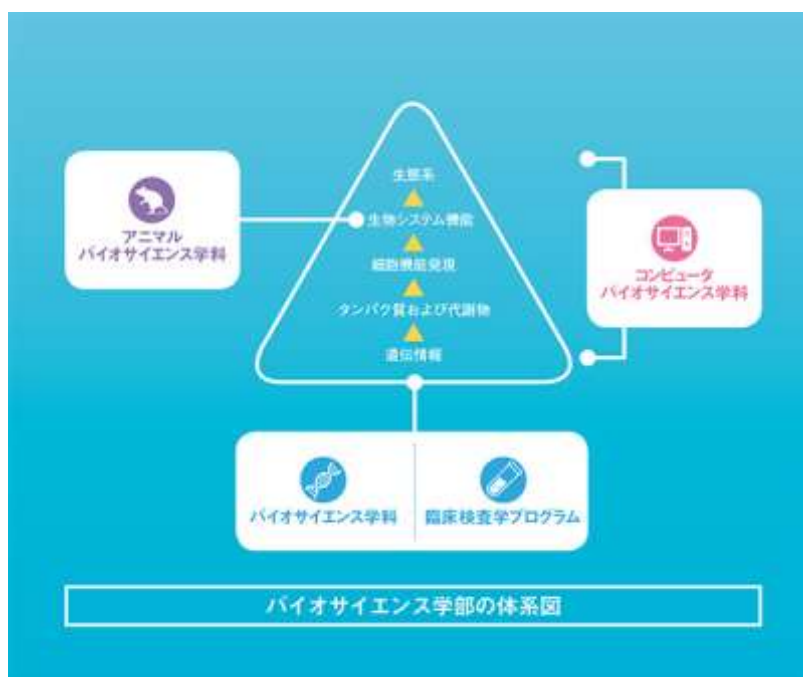 生態系
生物システム機能
細胞機能発現
タンパク質および代謝物
遺伝情報
アニマル
バイオサイエンス学科
コンピュータ
バイオサイエンス学科
バイオサイエンス学科
臨床検査学プログラム
バイオサイエンス学部の体系図